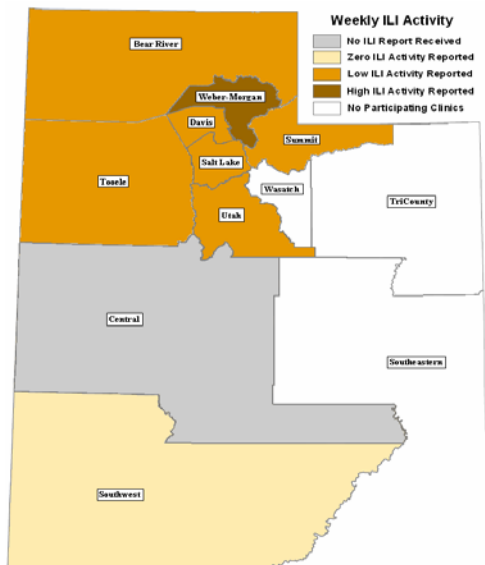 Weekly ILI Activity
No ILI Report Received
Zero ILI Activity Reported
Low ILI Activity Reported
High ILI Activity Reported
No Participating Clinics
Bear River
Weber-Morgan
Davis
Summit
Salt Lake
Tooele
Wasatch
TriCounty
Utah
Central
Southeastern
Southwest